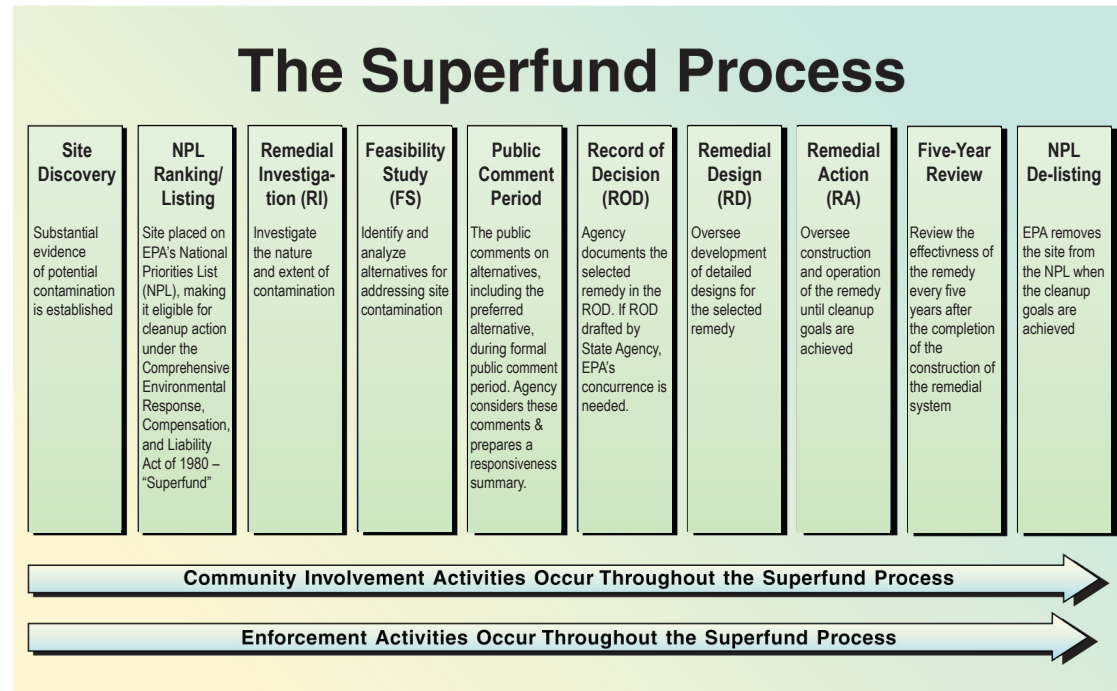 The Superfund Process
Site
Discovery
Substantial
evidence
of potential
contamination
is established
NPL
Ranking/
Listing
Site placed on
EPA's National
Priorities List
(NPL), making
it eligible for
cleanup action
under the
Comprehensive
Environmental
Response,
Compensation,
and Liability
Act of 1980 –
“Superfund”
Remedial
Investiga-
tion (RI)
Investigate
the nature
and extent of
contamination
Feasibility
Study
(FS)
Identify and
analyze
alternatives for
addressing site
contamination
Public
Comment
Period
The public
comments on
alternatives,
including the
preferred
alternative,
during formal
public comment
period. Agency
considers these
comments &
prepares a
responsiveness
summary.
Record of
Decision
(ROD)
Agency
documents the
selected
remedy in the
ROD. If ROD
drafted by
State Agency,
EPA's
concurrence is
needed.
Remedial
Design
(RD)
Oversee
development
of detailed
designs for
the selected
remedy
Remedial
Action
(RA)
Oversee
construction
and operation
of the remedy
until cleanup
goals are
achieved
Five-Year
Review
Review the
effectivness of
the remedy
every five
years after
the completion
of the
construction of
the remedial
system
NPL
De-listing
EPA removes
the site from
the NPL when
the cleanup
goals are
achieved
Community Involvement Activities Occur Throughout the Superfund Process
Enforcement Activities Occur Throughout the Superfund Process